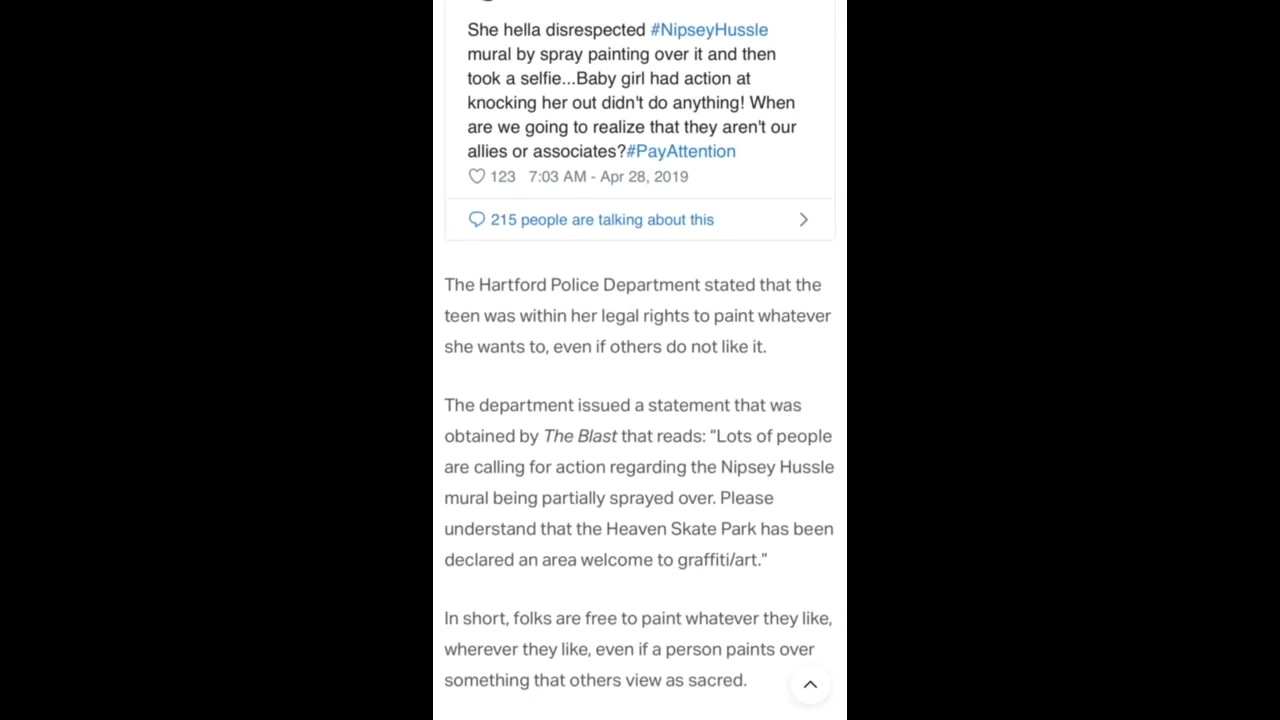 She hella disrespected #NipseyHussle
mural by spray painting over it and then
took a selfie...Baby girl had action at
knocking her out didn't do anything! When
are we going to realize that they aren't our
allies or associates?#PayAttention
123 7:03 AM - Apr 28, 2019
215 people are talking about this
The Hartford Police Department stated that the
teen was within her legal rights to paint whatever
she wants to, even if others do not like it.
The department issued a statement that was
obtained by The Blast that reads: “Lots of people
are calling for action regarding the Nipsey Hussle
mural being partially sprayed over. Please
understand that the Heaven Skate Park has been
declared an area welcome to graffiti/art.”
In short, folks are free to paint whatever they like,
wherever they like, even if a person paints over
something that others view as sacred.